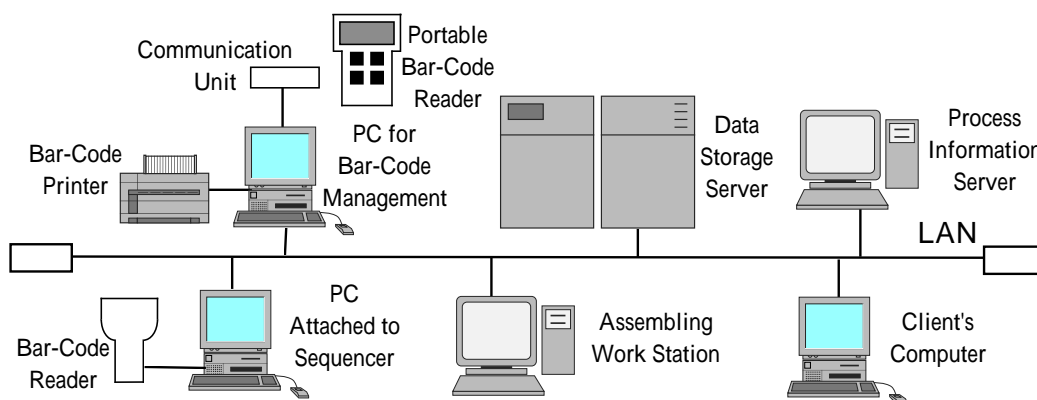 Communication
Unit
Portable
Bar-Code
Reader
Bar-Code
Printer
PC for
Bar-Code
Management
Data
Storage
Server
Process
Information
Server
LAN
Bar-Code
Reader
PC
Attached to
Sequencer
Assembling
Work Station
Client's
Computer